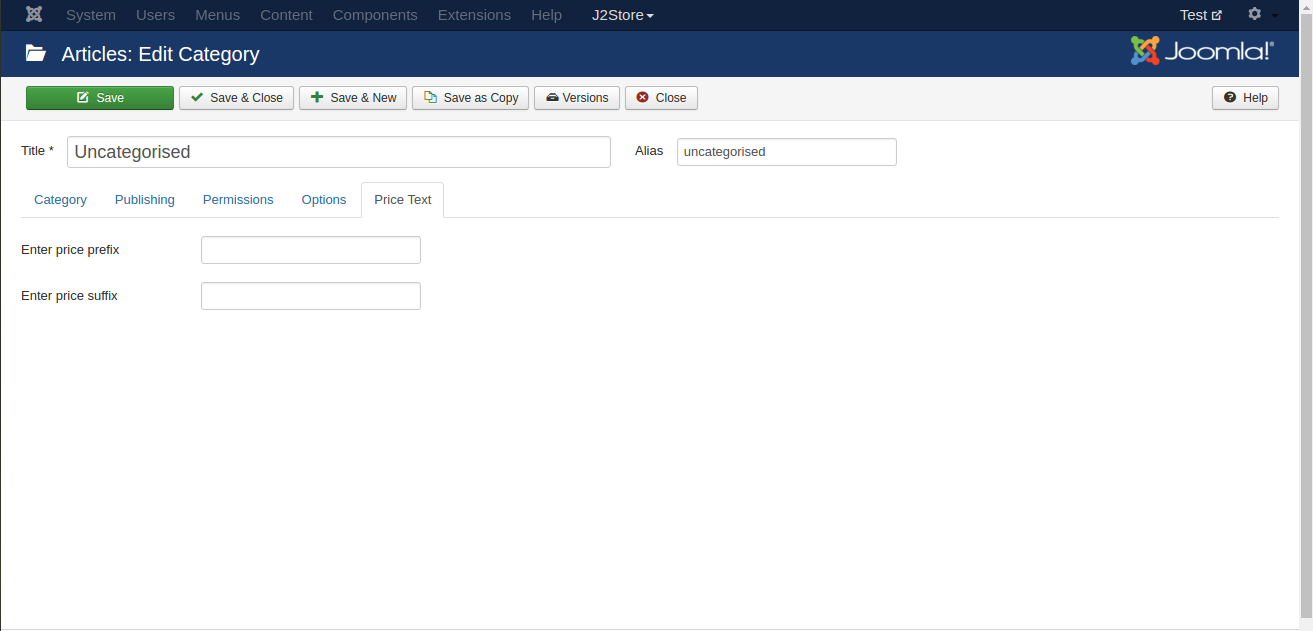 System Users Menus Content Components Extensions Help J2Store Test
Articles: Edit Category Joomla!®
Save Save & Close Save & New Save as Copy Versions Close Help
Title * Uncategorised Alias uncategorised
Category Publishing Permissions Options Price Text
Enter price prefix
Enter price suffix